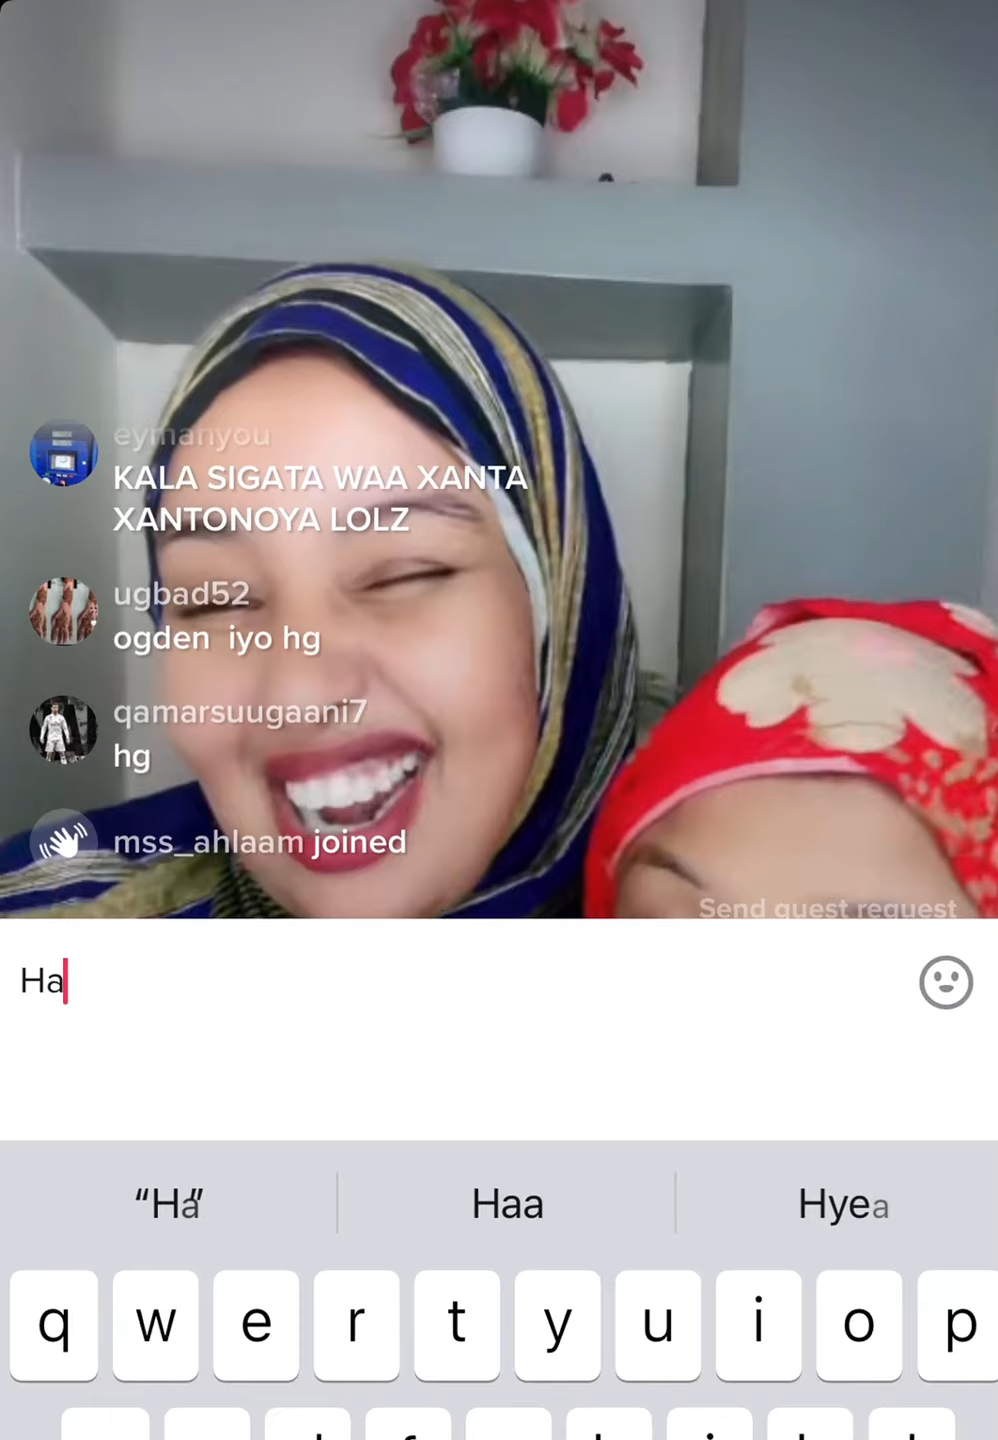 eymanyou
KALA SIGATA WAA XANTA
XANTONOYA LOLZ
ugbad52
ogden iyo hg
qamarsuugaani7
hg
mss_ahlaam joined
Send guest request
Ha
“Ha” Haa Hyea
q w e r t y u i o p